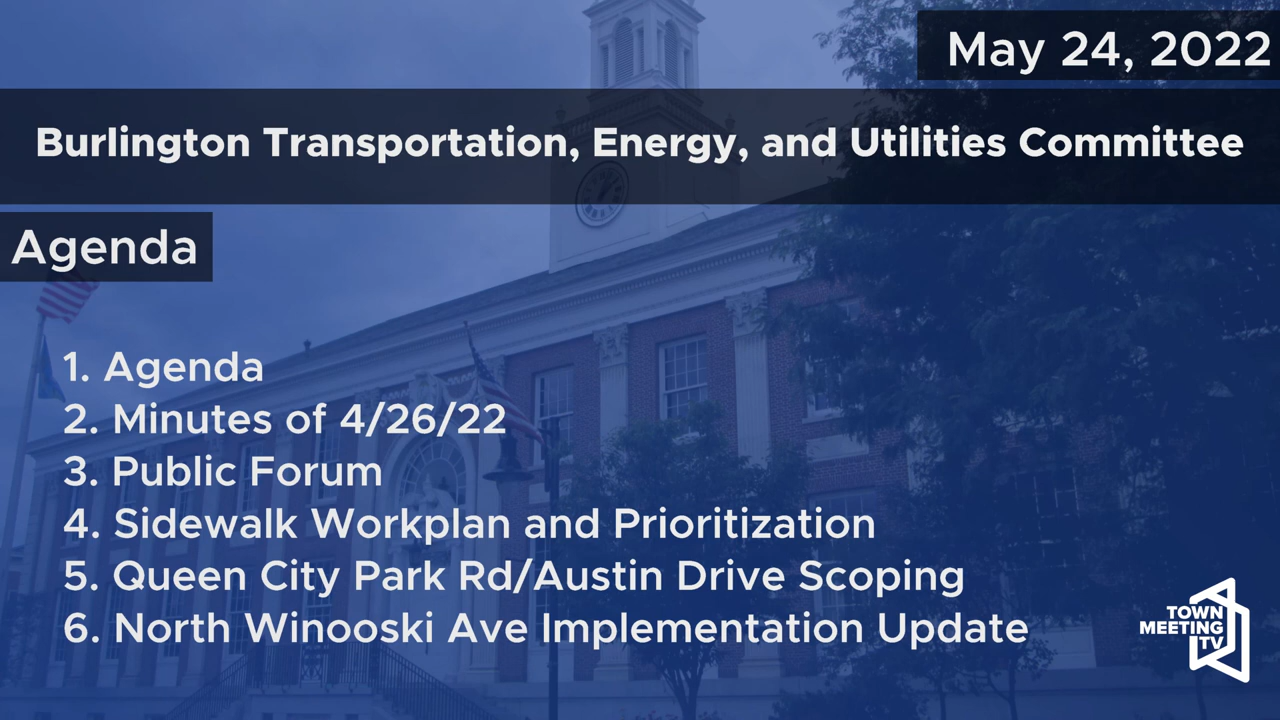 May 24, 2022
Burlington Transportation, Energy, and Utilities Committee
Agenda
1. Agenda
2. Minutes of 4/26/22
3. Public Forum
4. Sidewalk Workplan and Prioritization
5. Queen City Park Rd/Austin Drive Scoping
6. North Winooski Ave Implementation Update
TOWN
MEETING
TV